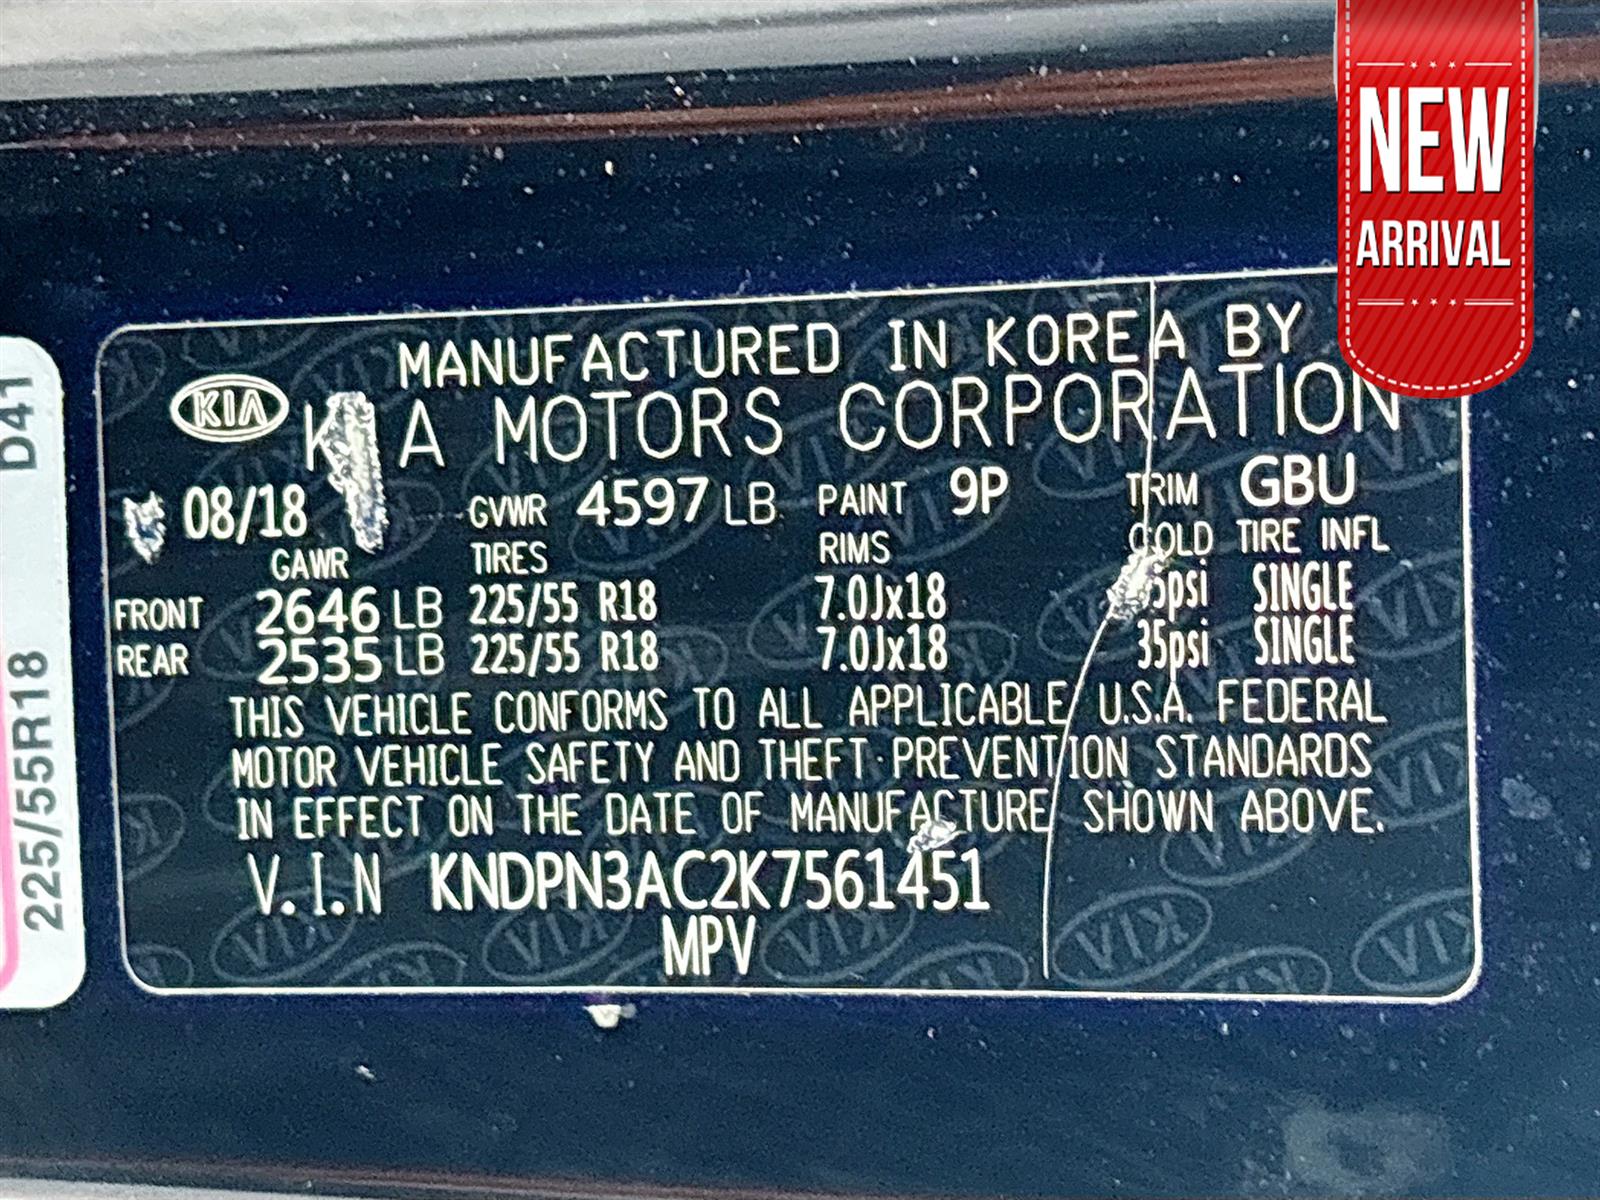 NEW
ARRIVAL
MANUFACTURED IN KOREA BY
KIA
K A MOTORS CORPORATION
08/18 GVWR 4597 LB PAINT 9P TRIM GBU
GAWR TIRES RIMS COLD TIRE INFL
FRONT 2646 LB 225/55 R18 7.0Jx18 5psi SINGLE
REAR 2535 LB 225/55 R18 7.0Jx18 35psi SINGLE
THIS VEHICLE CONFORMS TO ALL APPLICABLE U.S.A. FEDERAL
MOTOR VEHICLE SAFETY AND THEFT PREVENTION STANDARDS
IN EFFECT ON THE DATE OF MANUFACTURE SHOWN ABOVE.
V.I.N KNDPN3AC2K7561451
MPV
225/55R18 D41